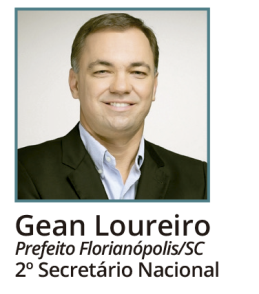 Gean Loureiro
Prefeito Florianópolis/SC
2º Secretário Nacional